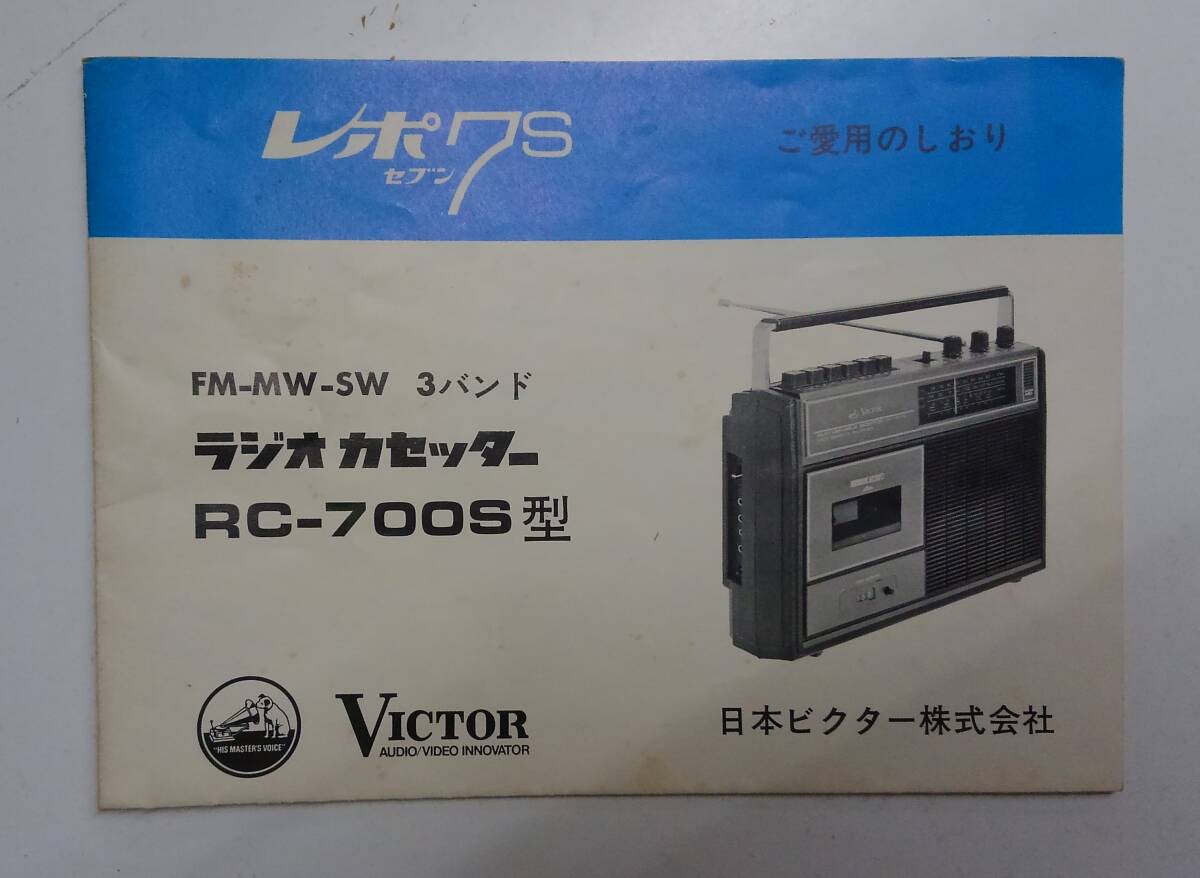 レポ7S
セブン
ご愛用のしおり
FM-MW-SW 3バンド
ラジオ カセッター
RC-700S型
VICTOR
"HIS MASTER'S VOICE"
VICTOR
AUDIO/VIDEO INNOVATOR
日本ビクター株式会社